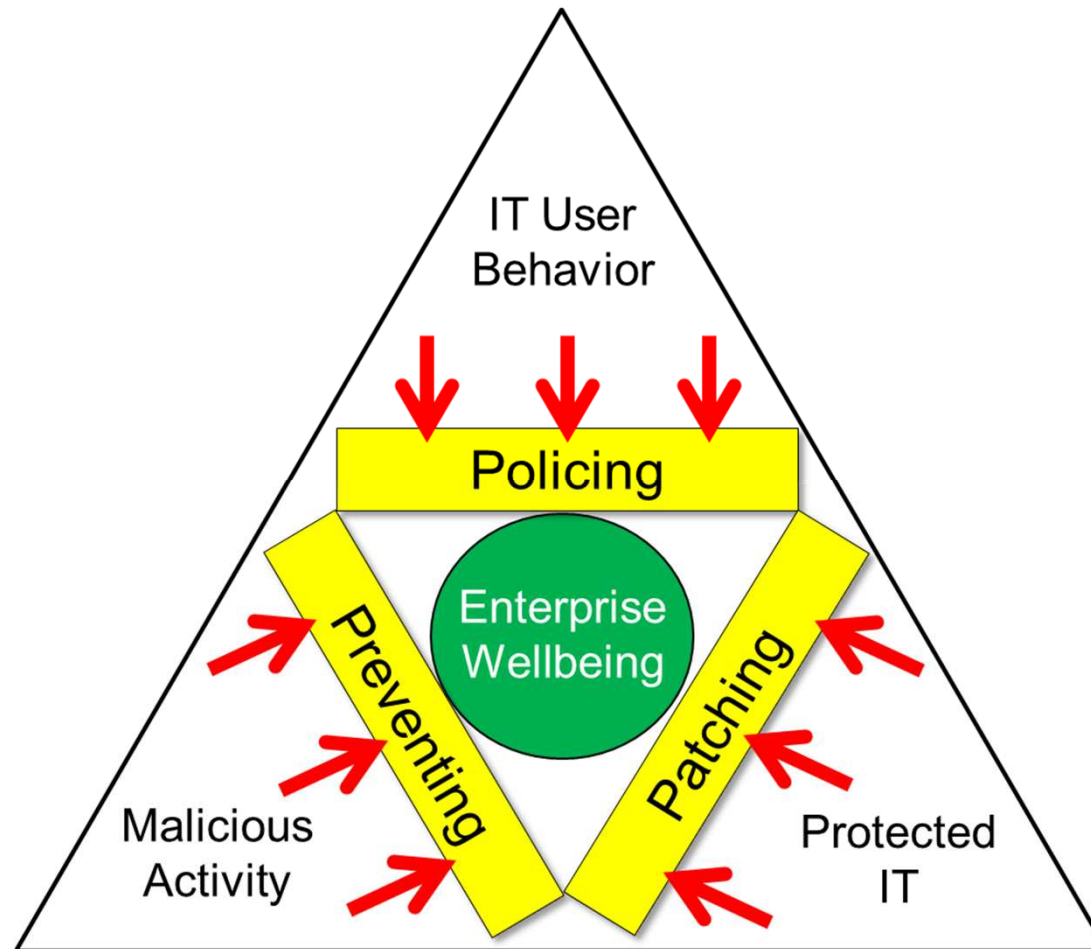 IT User
Behavior
Policing
Enterprise
Wellbeing
Preventing
Patching
Malicious
Activity
Protected
IT